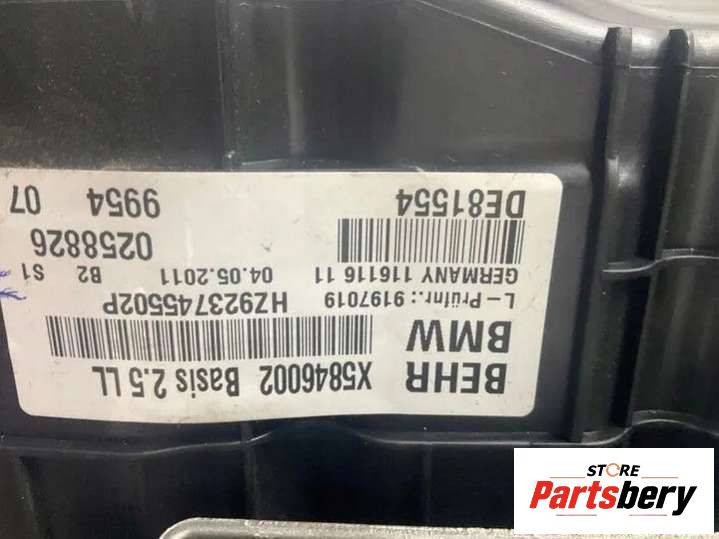 BEHR X5846002 Basis 2.5 LL
BMW
HZ923745502P
L-Prüfnr.: 9197019
GERMANY 116116 11 04.05.2011 B2 S1
0258826
DE81554 9954 07
STORE
Partsbery